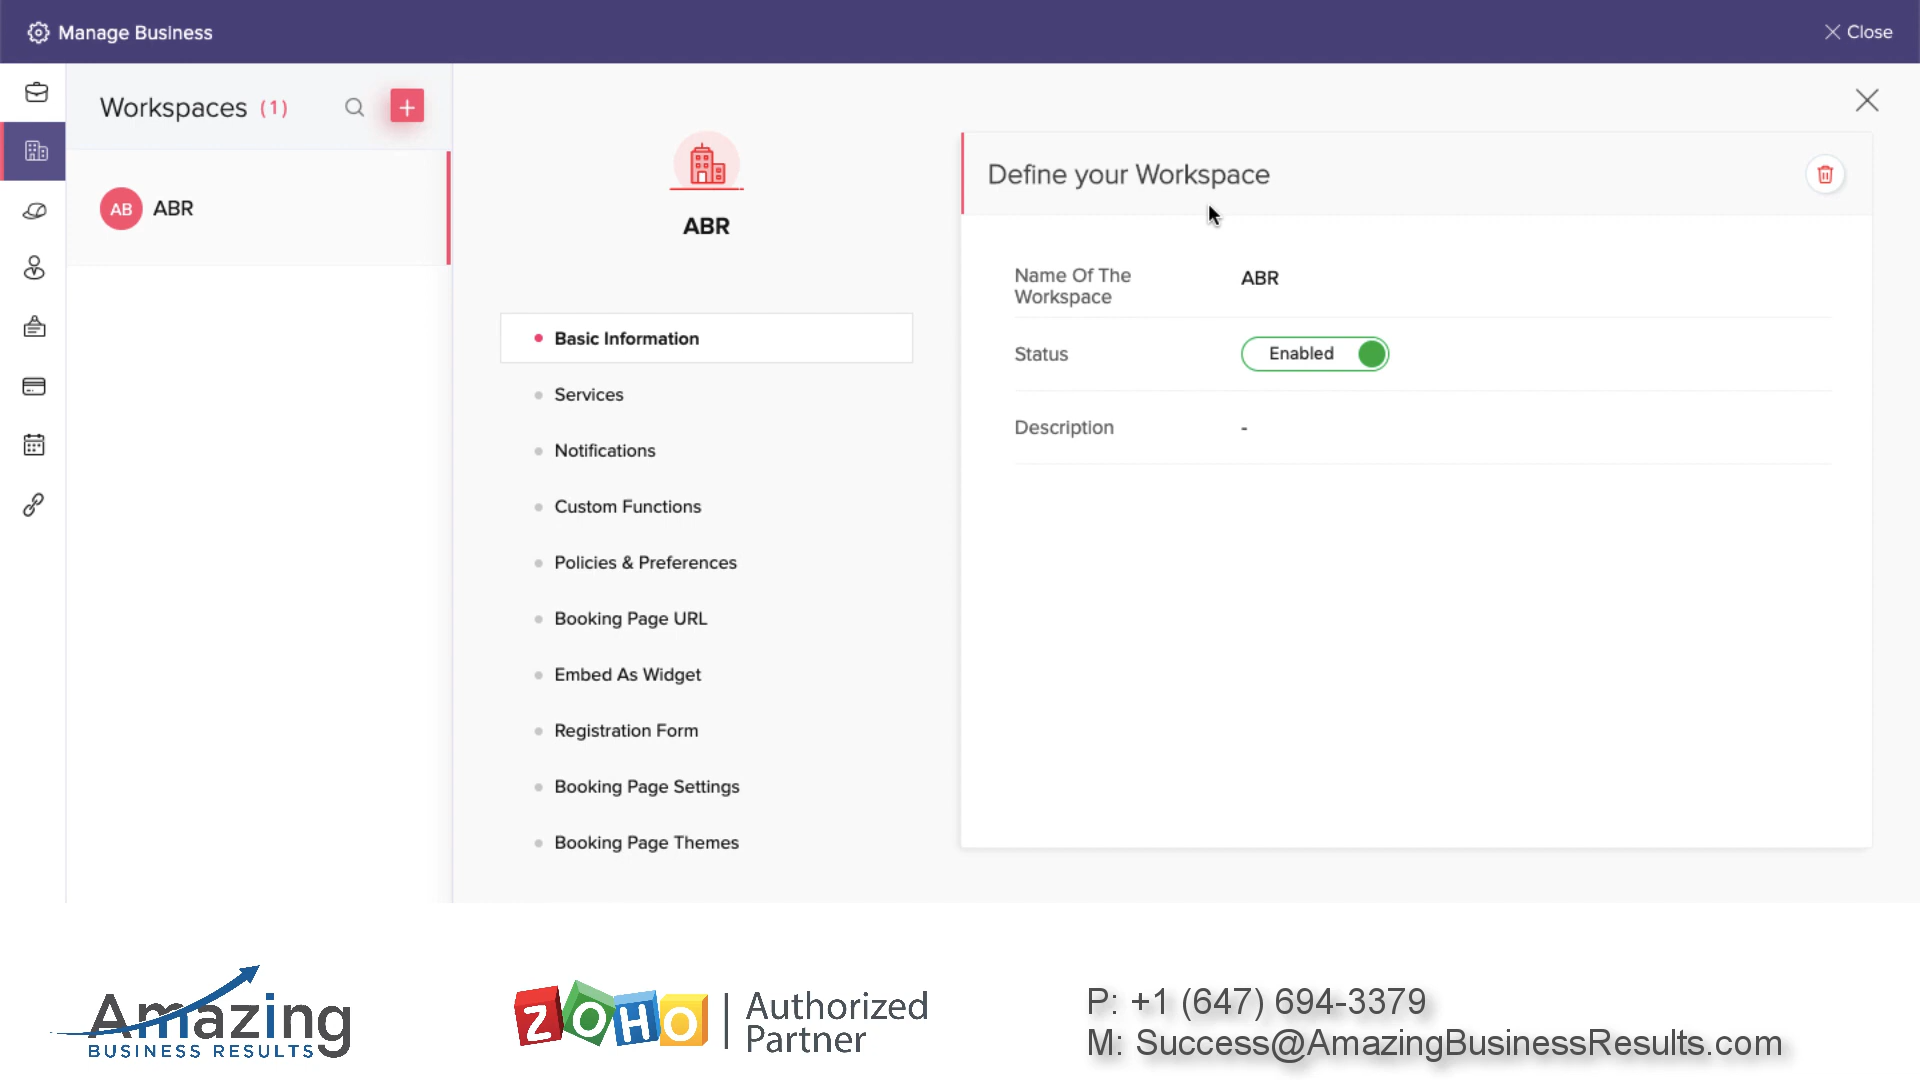 Manage Business
Close
Workspaces (1)
AB ABR
ABR
Basic Information
Services
Notifications
Custom Functions
Policies & Preferences
Booking Page URL
Embed As Widget
Registration Form
Booking Page Settings
Booking Page Themes
Define your Workspace
Name Of The
Workspace
ABR
Status
Enabled
Description
-
Amazing
BUSINESS RESULTS
ZOHO
Authorized
Partner
P: +1 (647) 694-3379
M: Success@AmazingBusinessResults.com